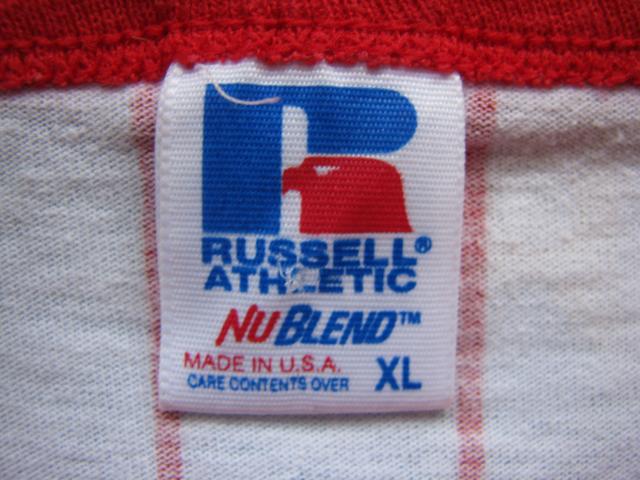 RUSSELL®
ATHLETIC
NUBLEND™
MADE IN U.S.A.
CARE CONTENTS OVER XL